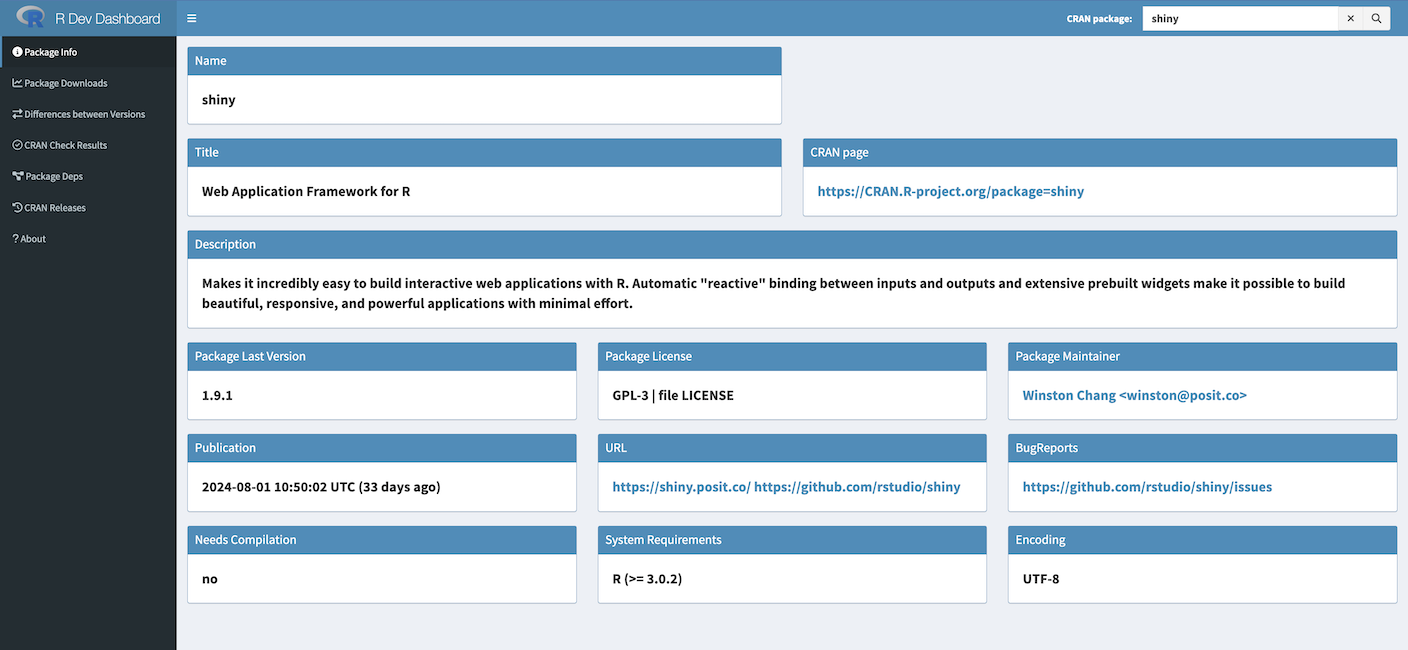 R Dev Dashboard
CRAN package: shiny
Package Info
Package Downloads
Differences between Versions
CRAN Check Results
Package Deps
CRAN Releases
? About
Name
shiny
Title
Web Application Framework for R
CRAN page
https://CRAN.R-project.org/package=shiny
Description
Makes it incredibly easy to build interactive web applications with R. Automatic "reactive" binding between inputs and outputs and extensive prebuilt widgets make it possible to build
beautiful, responsive, and powerful applications with minimal effort.
Package Last Version
1.9.1
Package License
GPL-3 | file LICENSE
Package Maintainer
Winston Chang <winston@posit.co>
Publication
2024-08-01 10:50:02 UTC (33 days ago)
URL
https://shiny.posit.co/ https://github.com/rstudio/shiny
BugReports
https://github.com/rstudio/shiny/issues
Needs Compilation
no
System Requirements
R (>= 3.0.2)
Encoding
UTF-8